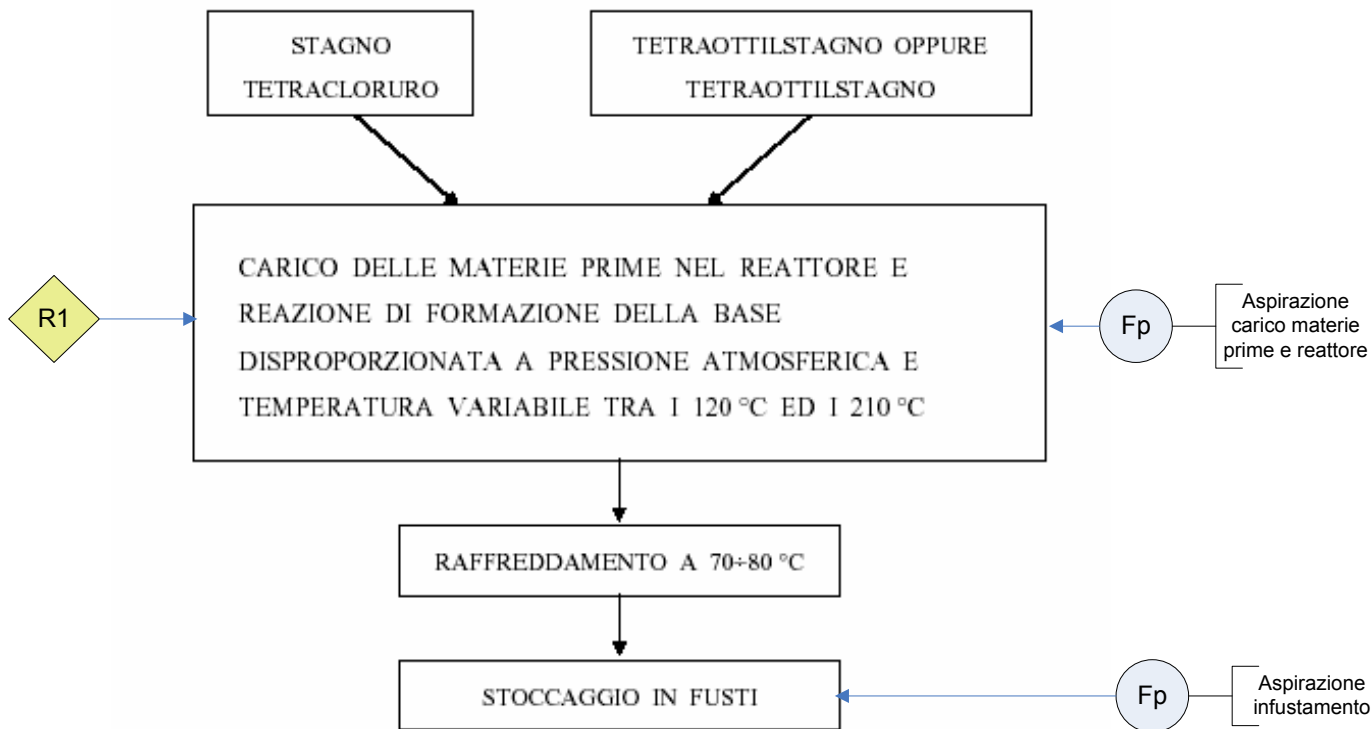 STAGNO
TETRACLORURO
TETRAOTTILSTAGNO OPPURE
TETRAOTTILSTAGNO
CARICO DELLE MATERIE PRIME NEL REATTORE E
REAZIONE DI FORMAZIONE DELLA BASE
DISPROPORZIONATA A PRESSIONE ATMOSFERICA E
TEMPERATURA VARIABILE TRA I 120 °C ED I 210 °C
R1
Fp
Aspirazione
carico materie
prime e reattore
RAFFREDDAMENTO A 70÷80 °C
STOCCAGGIO IN FUSTI
Fp
Aspirazione
infustamento